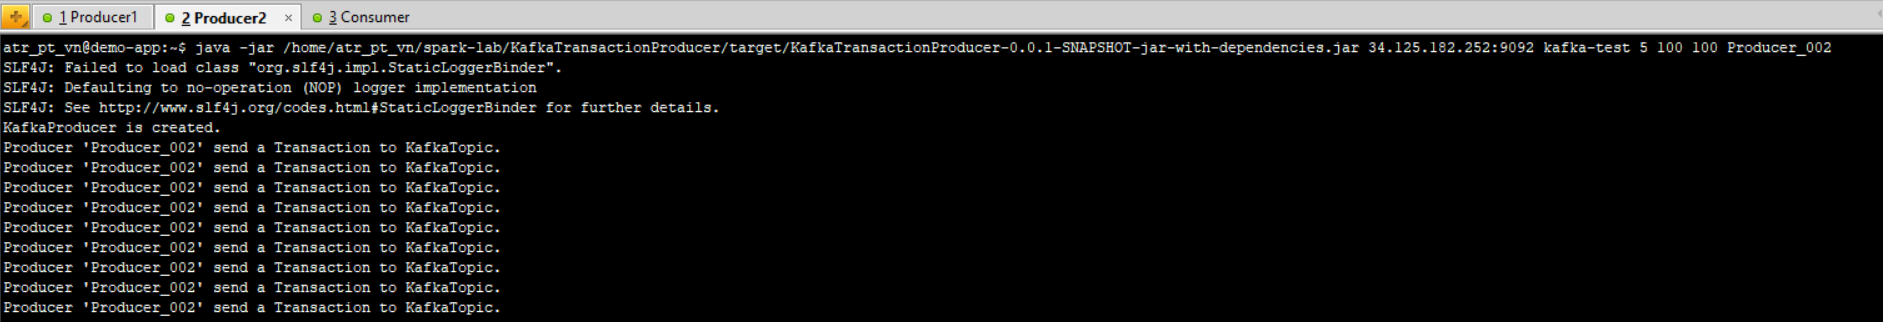 1 Producer1 2 Producer2 × 3 Consumer
atr_pt_vn@demo-app:~$ java -jar /home/atr_pt_vn/spark-lab/KafkaTransactionProducer/target/KafkaTransactionProducer-0.0.1-SNAPSHOT-jar-with-dependencies.jar 34.125.182.252:9092 kafka-test 5 100 100 Producer_002
SLF4J: Failed to load class "org.slf4j.impl.StaticLoggerBinder".
SLF4J: Defaulting to no-operation (NOP) logger implementation
SLF4J: See http://www.slf4j.org/codes.html#StaticLoggerBinder for further details.
KafkaProducer is created.
Producer 'Producer_002' send a Transaction to KafkaTopic.
Producer 'Producer_002' send a Transaction to KafkaTopic.
Producer 'Producer_002' send a Transaction to KafkaTopic.
Producer 'Producer_002' send a Transaction to KafkaTopic.
Producer 'Producer_002' send a Transaction to KafkaTopic.
Producer 'Producer_002' send a Transaction to KafkaTopic.
Producer 'Producer_002' send a Transaction to KafkaTopic.
Producer 'Producer_002' send a Transaction to KafkaTopic.
Producer 'Producer_002' send a Transaction to KafkaTopic.